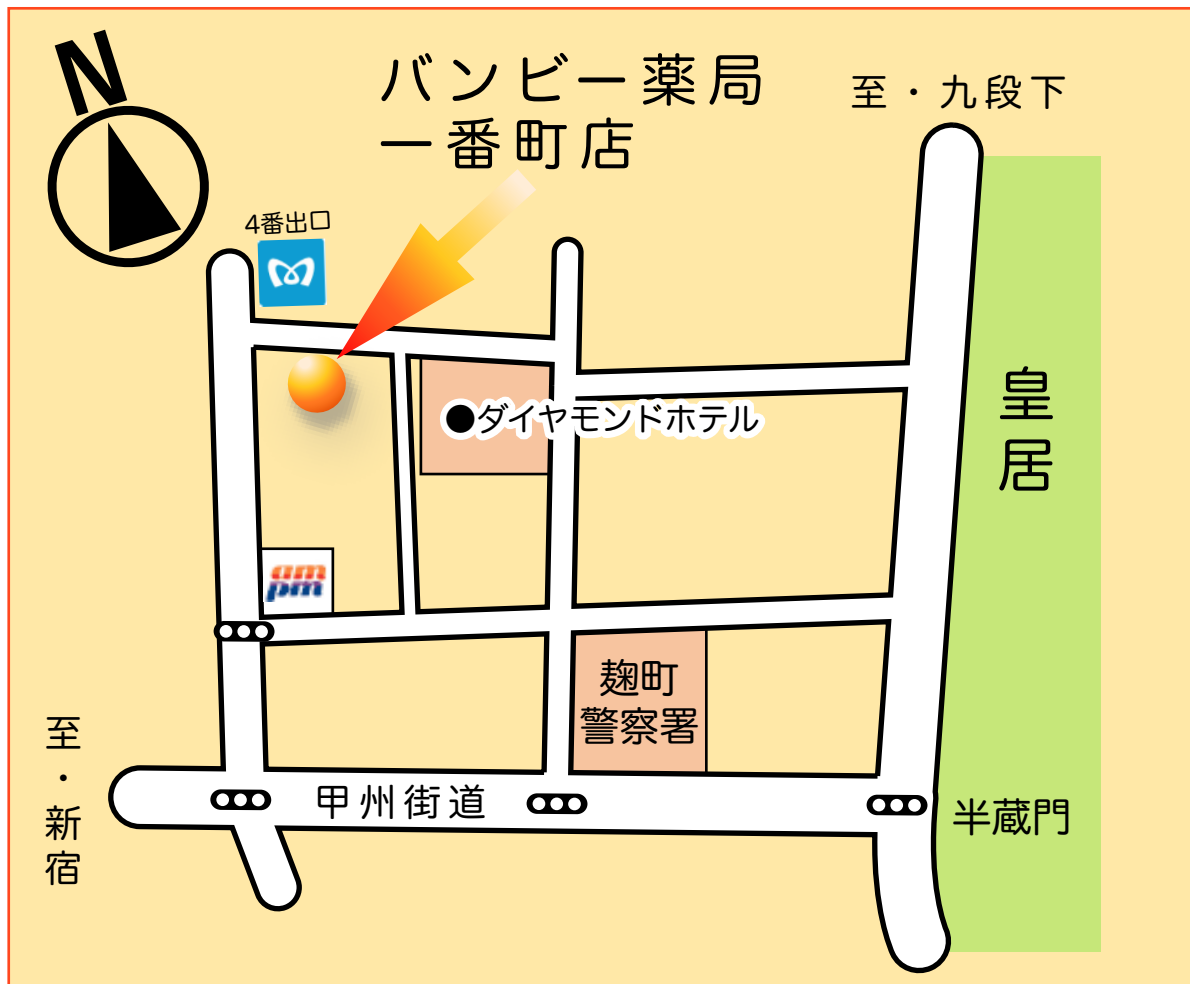 N
バンビー薬局
一番町店
至・九段下
4番出口
皇居
●ダイヤモンドホテル
am
pm
麹町
警察署
至・新宿
甲州街道
半蔵門